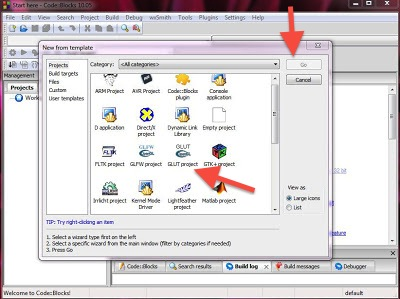 Start here - Code::Blocks 10.05
File Edit View Search Project Build Debug wxSmith Tools Plugins Settings Help
New from template
Projects
Build targets
Files
Custom
User templates
Category: <All categories>
Go
Cancel
ARM Project AVR Project Code::Blocks plugin Console application
D application Direct/X project Dynamic Link Library Empty project
FLTK project GLFW project GLUT project GTK+ project
Irrlicht project Kernel Mode Driver Lightfeather project Matlab project
View as
Large icons
List
TIP: Try right-clicking an item
1. Select a wizard type first on the left
2. Select a specific wizard from the main window (filter by categories if needed)
3. Press Go
Management
Projects
Code::Blocks Search results Build log Build messages Debugger
Welcome to Code::Blocks! default